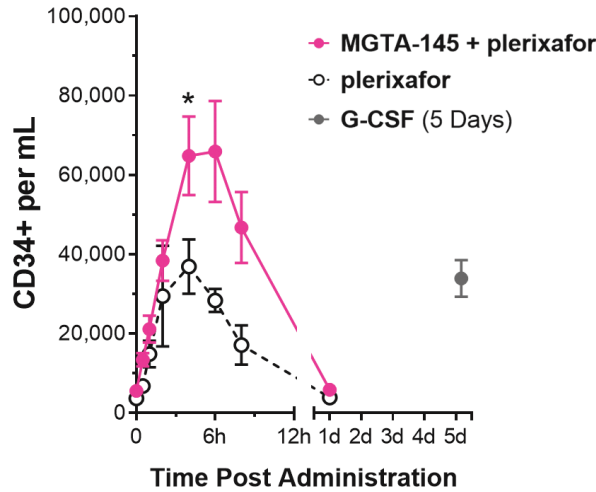 100,000
80,000
60,000
40,000
20,000
0
CD34+ per mL
*
MGTA-145 + plerixafor
plerixafor
G-CSF (5 Days)
0 6h 12h 1d 2d 3d 4d 5d
Time Post Administration